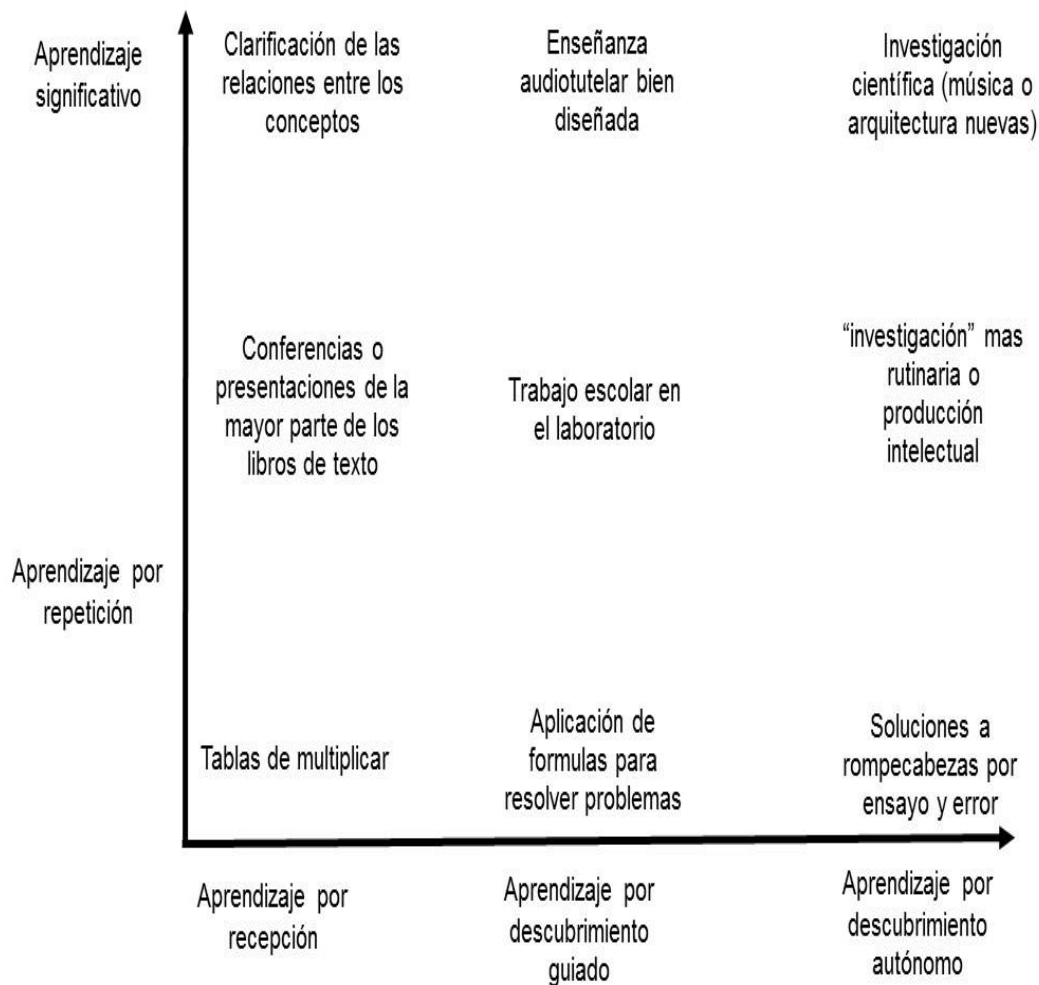 Aprendizaje
significativo
Clarificación de las
relaciones entre los
conceptos
Enseñanza
audiotutelar bien
diseñada
Investigación
científica (música o
arquitectura nuevas)
Conferencias o
presentaciones de la
mayor parte de los
libros de texto
Trabajo escolar en
el laboratorio
“investigación” mas
rutinaria o
producción
intelectual
Aprendizaje por
repetición
Tablas de multiplicar
Aplicación de
formulas para
resolver problemas
Soluciones a
rompecabezas por
ensayo y error
Aprendizaje por
recepción
Aprendizaje por
descubrimiento
guiado
Aprendizaje por
descubrimiento
autónomo